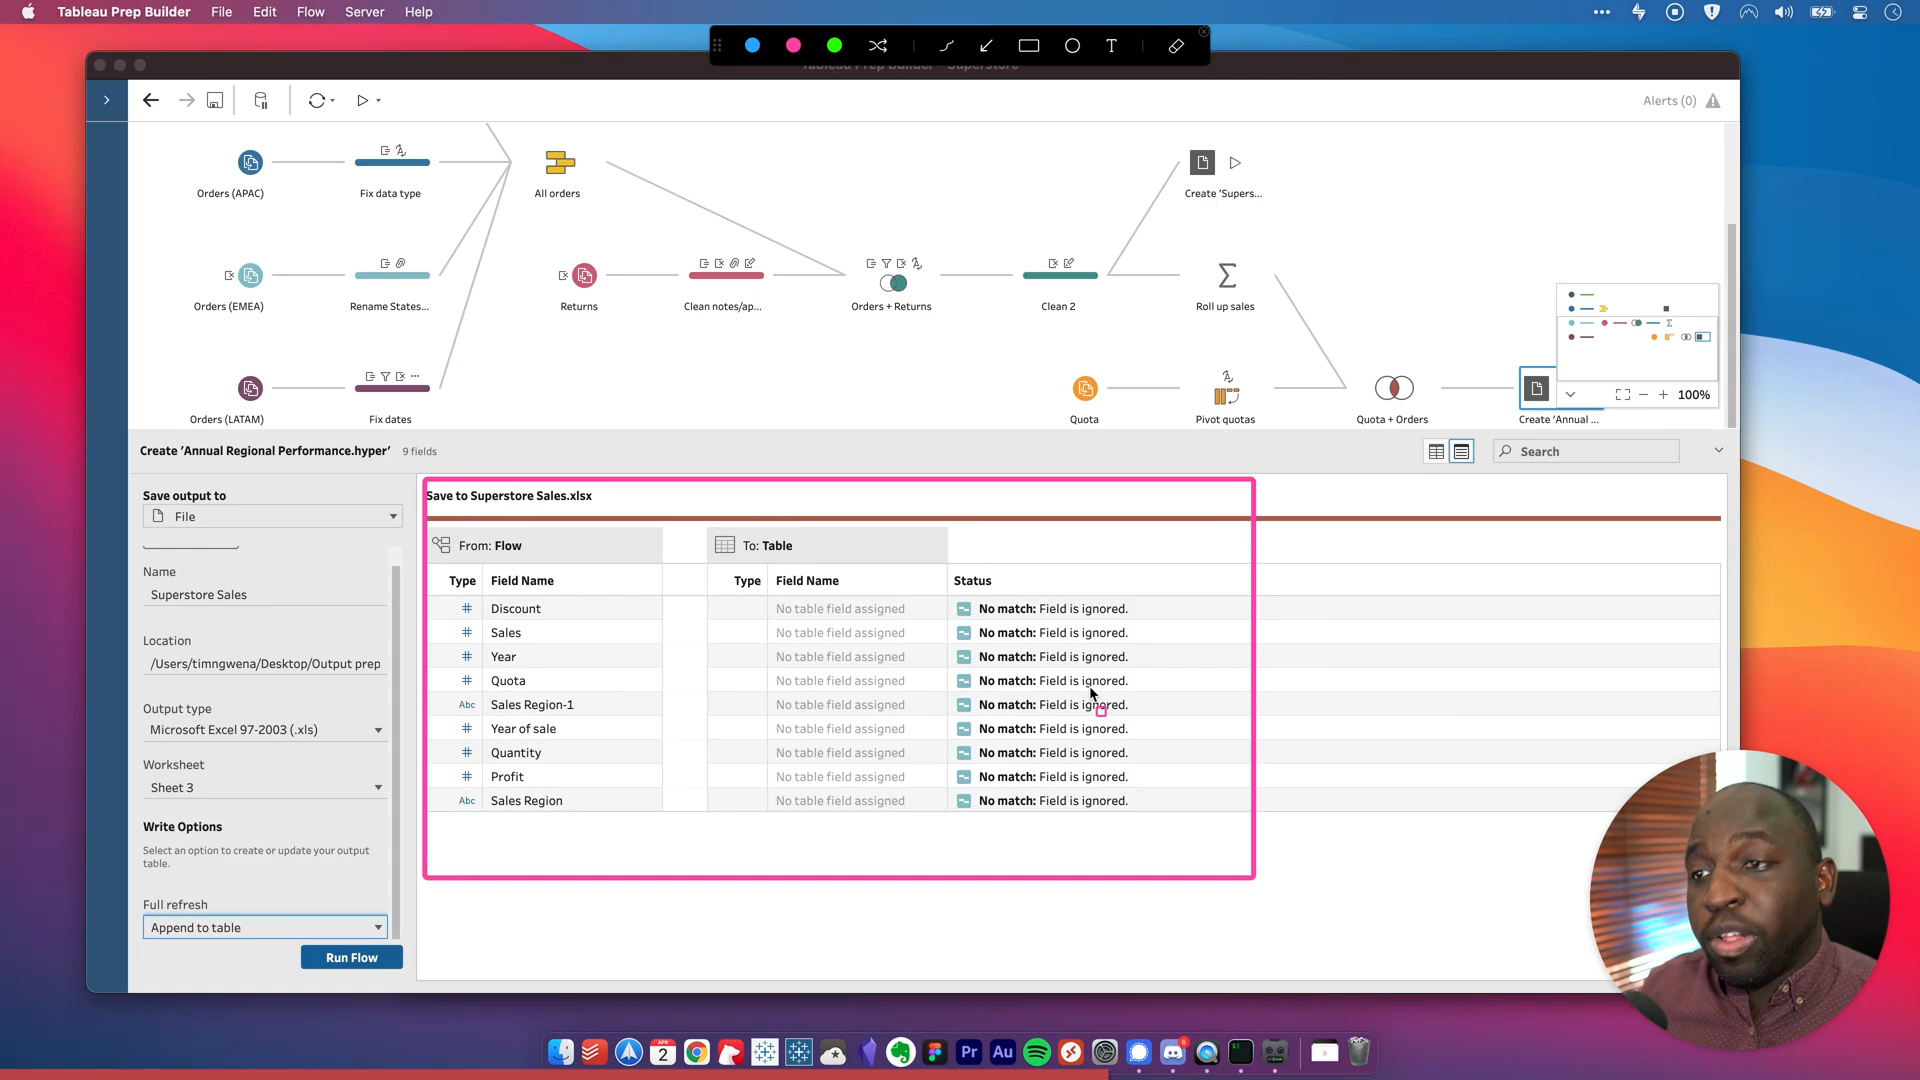 Tableau Prep Builder File Edit Flow Server Help
T
Alerts (0)
Orders (APAC)
Fix data type
All orders
Create 'Supers...
Orders (EMEA)
Rename States...
Returns
Clean notes/ap...
Orders + Returns
Clean 2
Roll up sales
100%
Orders (LATAM)
Fix dates
Quota
Pivot quotas
Quota + Orders
Create 'Annual ...
Create 'Annual Regional Performance.hyper' 9 fields
Search
Save output to
File
Name
Superstore Sales
Location
/Users/timngwena/Desktop/Output prep
Output type
Microsoft Excel 97-2003 (.xls)
Worksheet
Sheet 3
Write Options
Select an option to create or update your output
table.
Full refresh
Append to table
Run Flow
Save to Superstore Sales.xlsx
From: Flow To: Table
Type Field Name Type Field Name Status
# Discount No table field assigned No match: Field is ignored.
# Sales No table field assigned No match: Field is ignored.
# Year No table field assigned No match: Field is ignored.
# Quota No table field assigned No match: Field is ignored.
Abc Sales Region-1 No table field assigned No match: Field is ignored.
# Year of sale No table field assigned No match: Field is ignored.
# Quantity No table field assigned No match: Field is ignored.
# Profit No table field assigned No match: Field is ignored.
Abc Sales Region No table field assigned No match: Field is ignored.
APR
2
Pr
Au
6